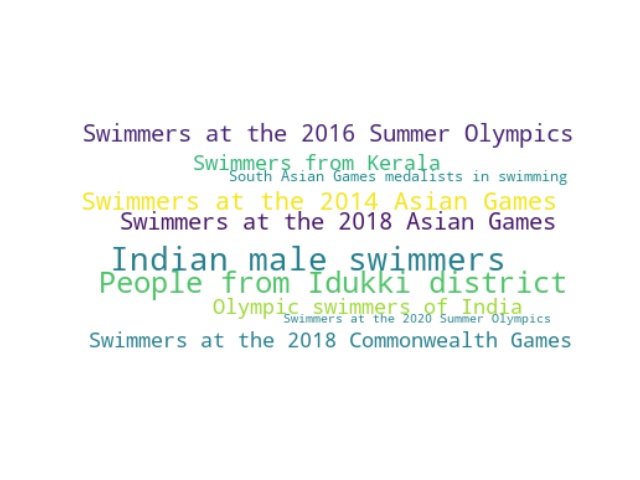 Swimmers at the 2016 Summer Olympics
Swimmers from Kerala
South Asian Games medalists in swimming
Swimmers at the 2014 Asian Games
Swimmers at the 2018 Asian Games
Indian male swimmers
People from Idukki district
Olympic swimmers of India
Swimmers at the 2020 Summer Olympics
Swimmers at the 2018 Commonwealth Games